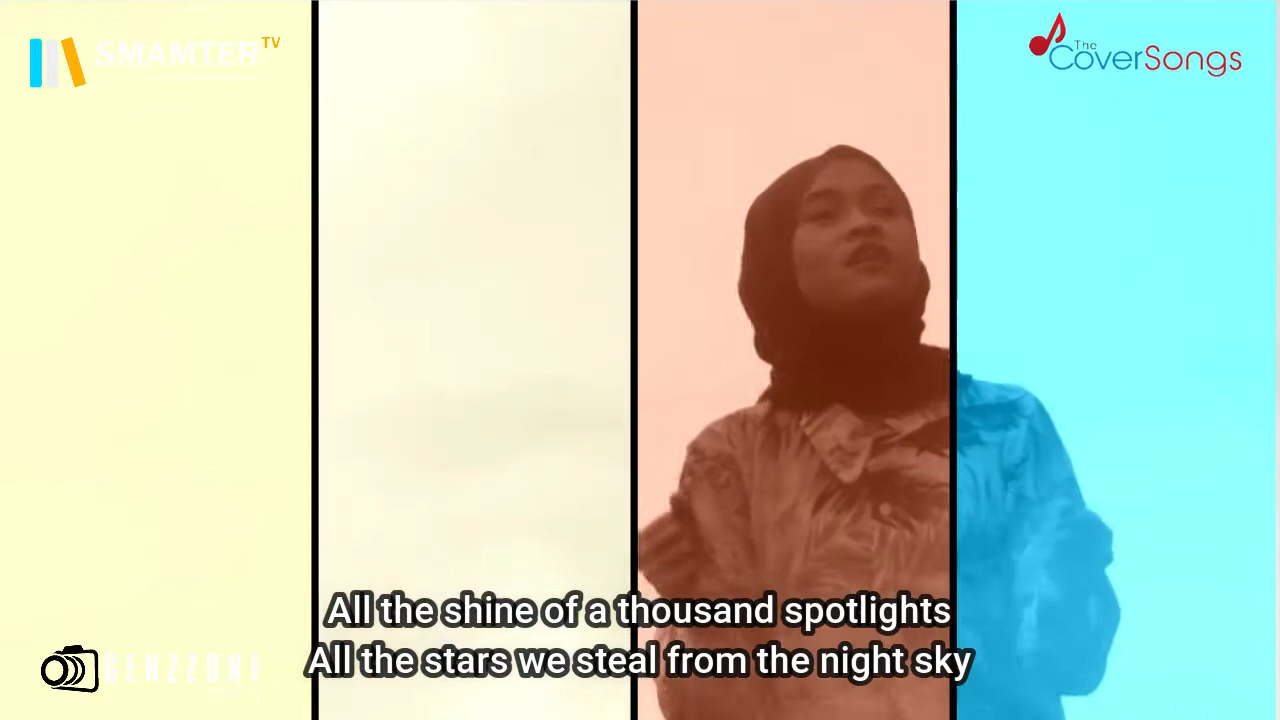 SMAMTER TV
The
CoverSongs
All the shine of a thousand spotlights
All the stars we steal from the night sky